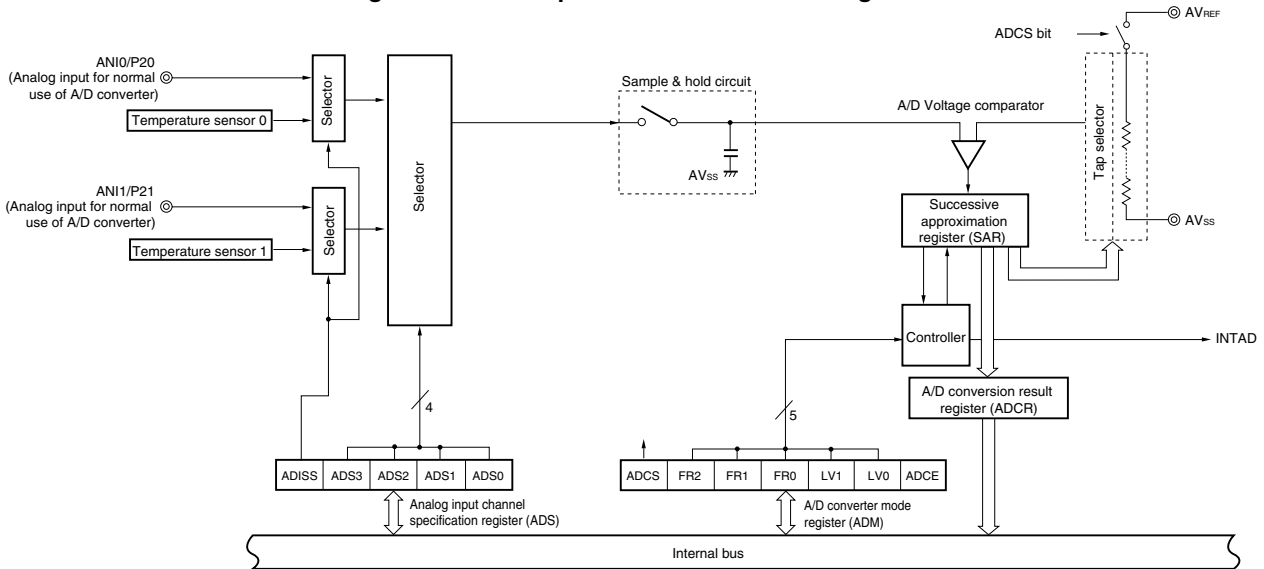 AVREF
ADCS bit
ANI0/P20
(Analog input for normal
use of A/D converter)
Selector
Temperature sensor 0
Selector
Sample & hold circuit
AVSS
A/D Voltage comparator
Tap selector
ANI1/P21
(Analog input for normal
use of A/D converter)
Selector
Temperature sensor 1
Successive
approximation
register (SAR)
AVSS
Controller
INTAD
4
5
A/D conversion result
register (ADCR)
ADISS ADS3 ADS2 ADS1 ADS0
ADCS FR2 FR1 FR0 LV1 LV0 ADCE
Analog input channel
specification register (ADS)
A/D converter mode
register (ADM)
Internal bus